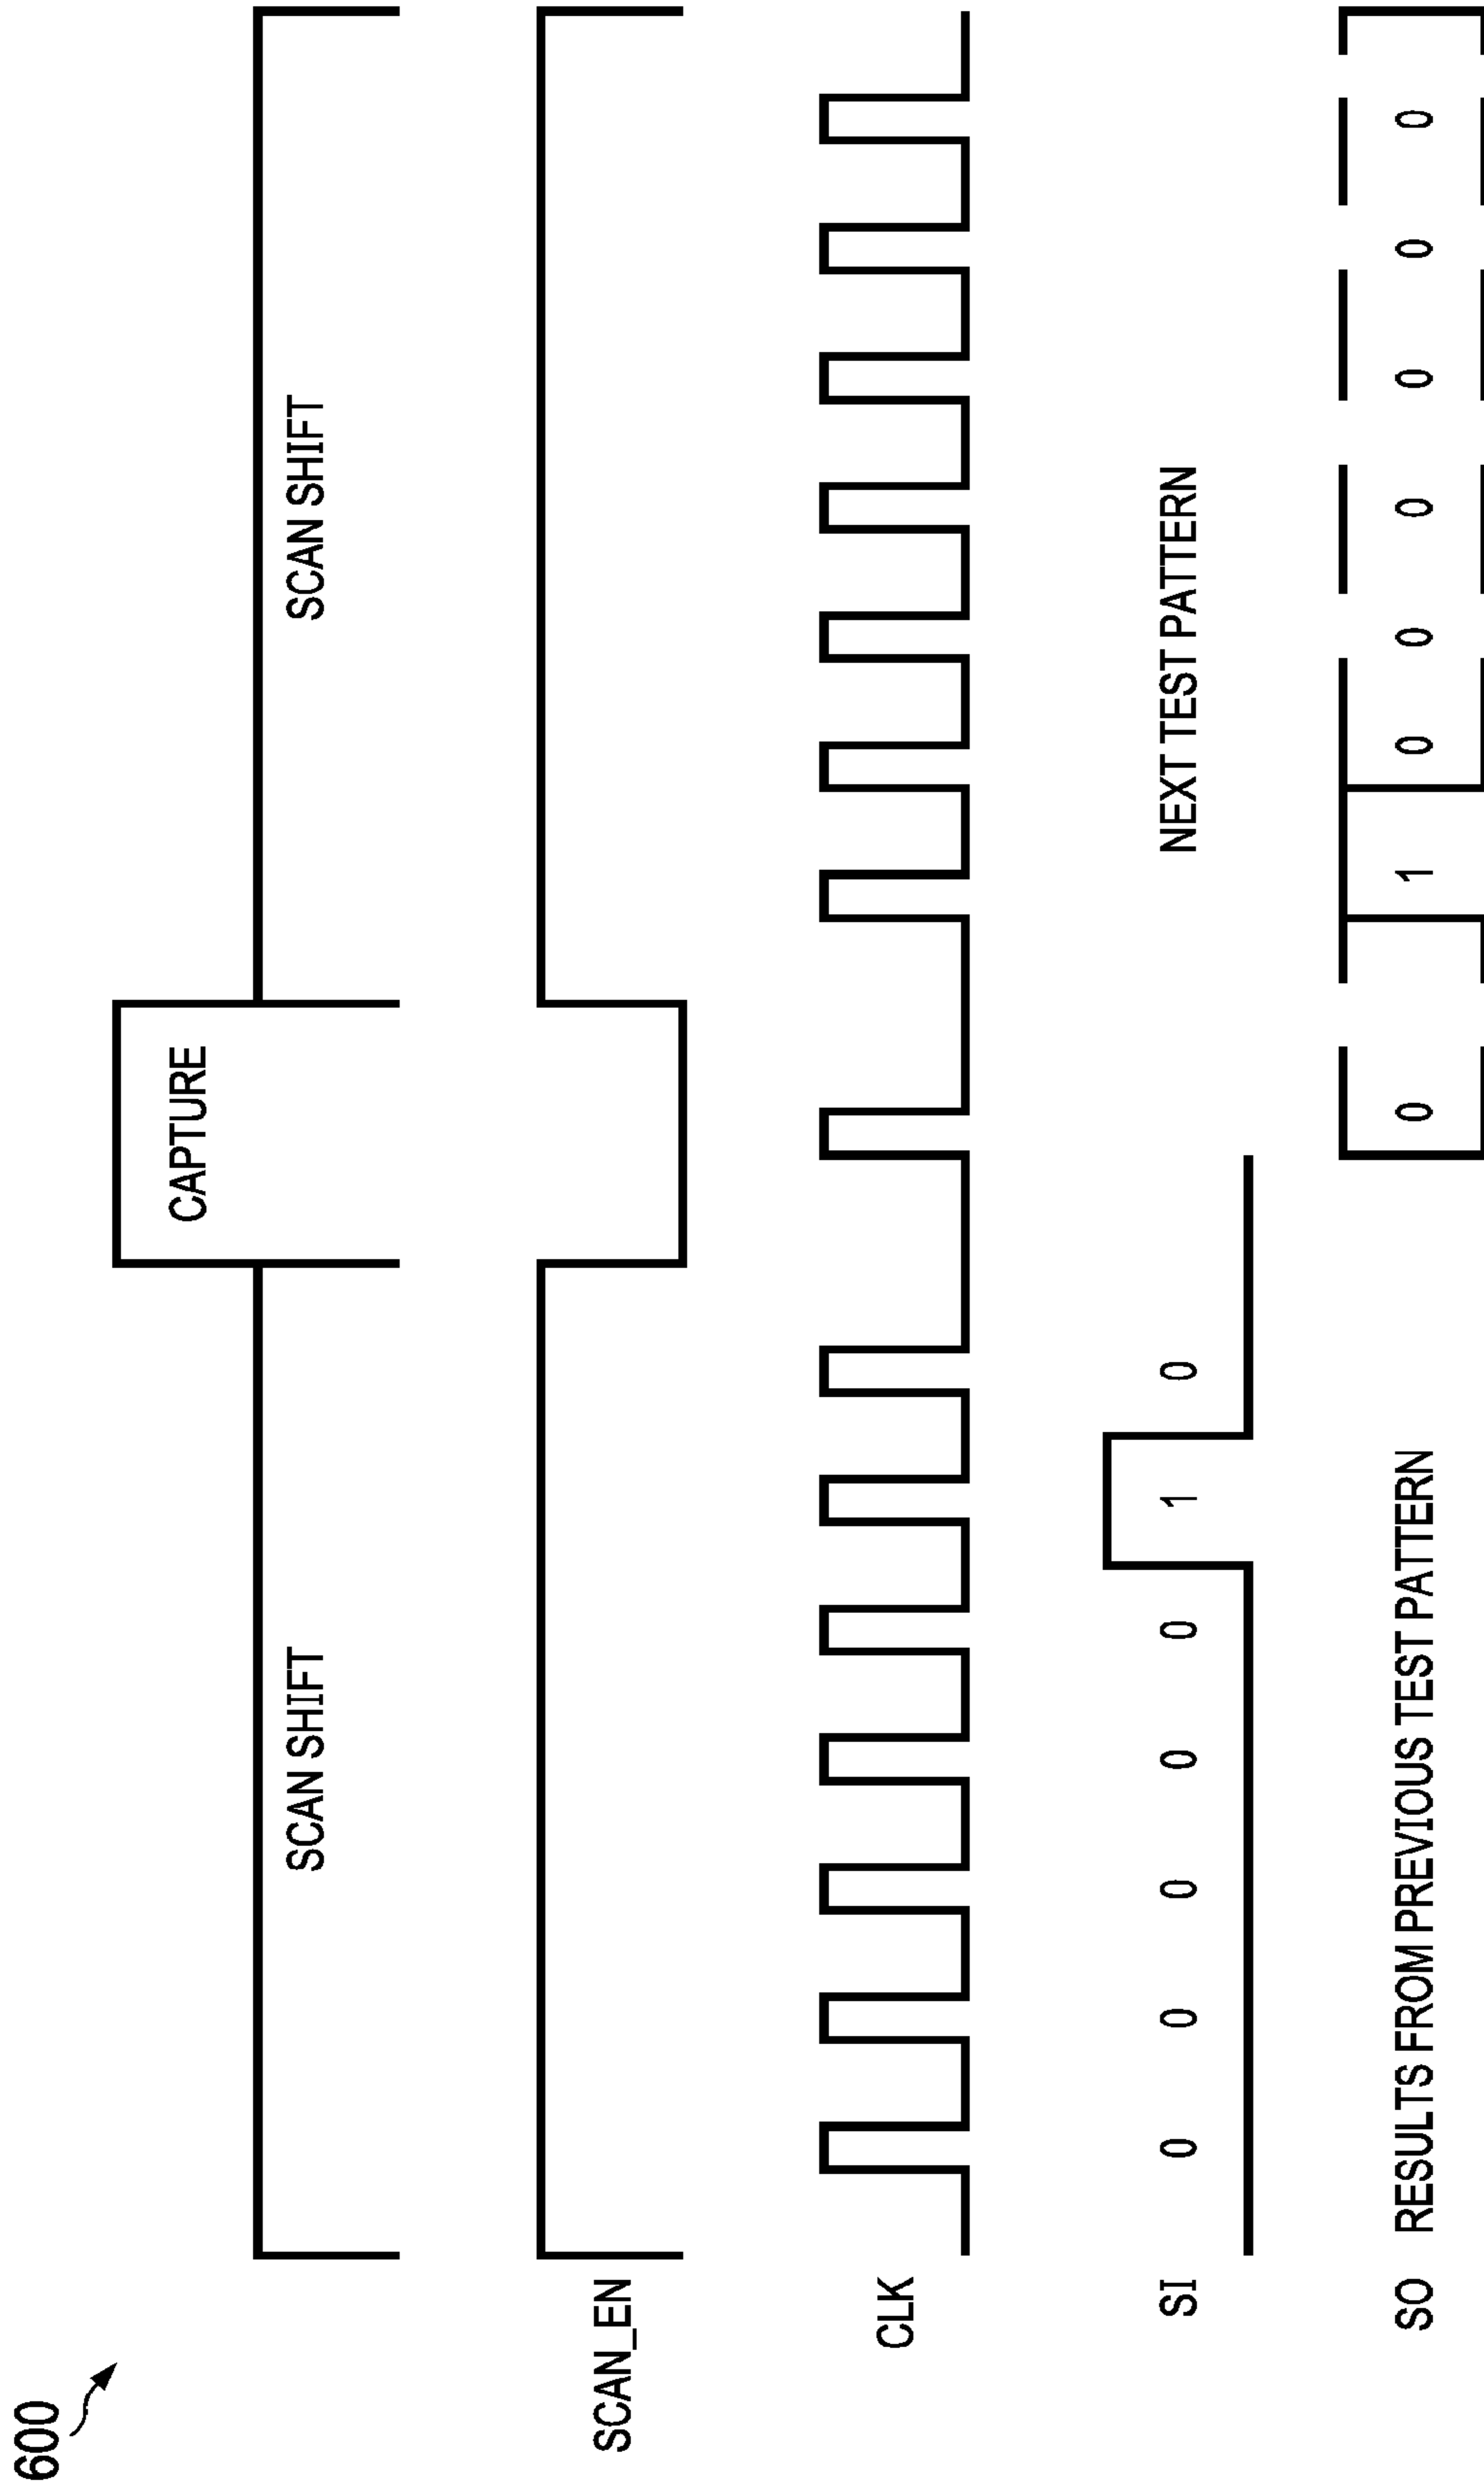 600
SCAN SHIFT CAPTURE SCAN SHIFT
SCAN_EN
CLK
SI 0 0 0 0 0 1 0 NEXT TEST PATTERN
SO RESULTS FROM PREVIOUS TEST PATTERN 0 1 0 0 0 0 0 0